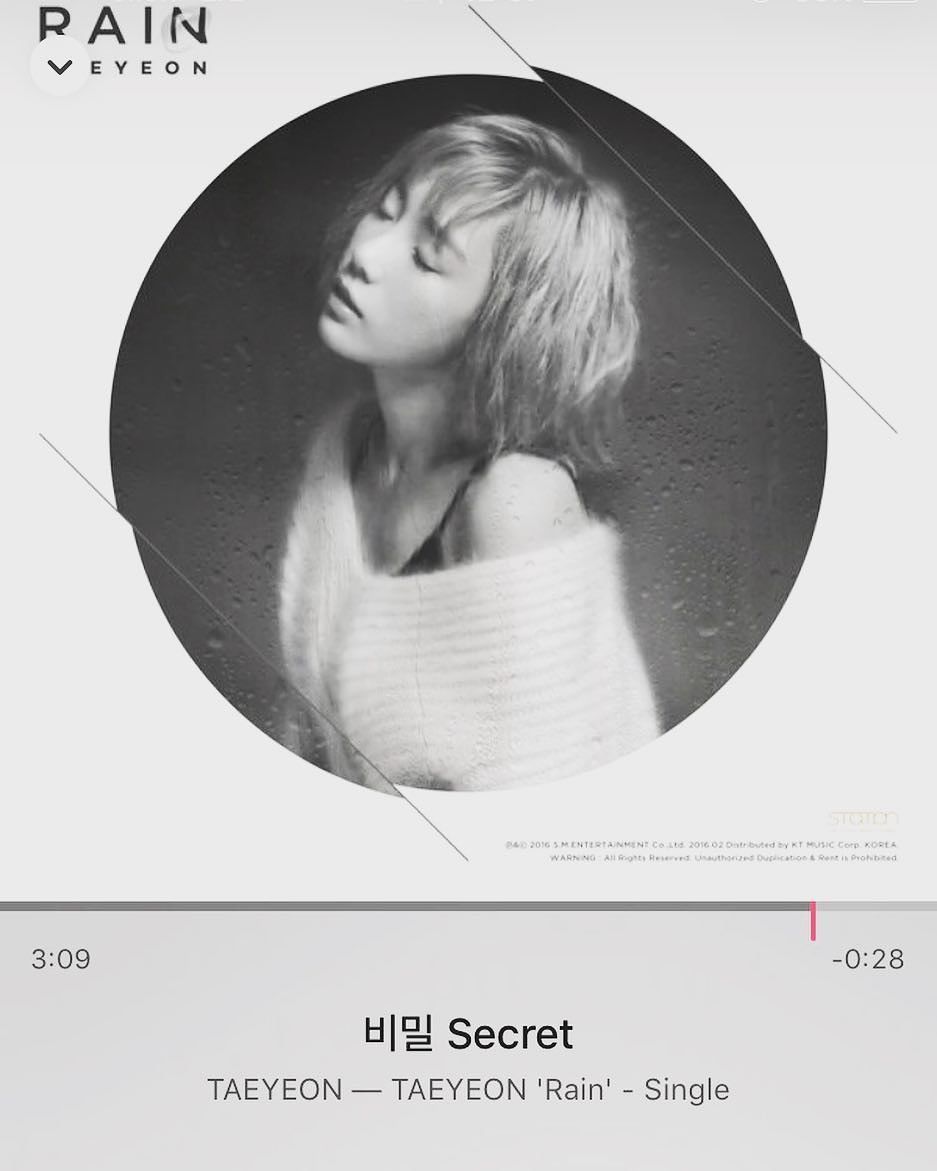 RAIN
EYEON
STATION
℗&© 2016 S.M.ENTERTAINMENT Co.,Ltd. 2016.02 Distributed by KT MUSIC Corp. KOREA.
WARNING : All Rights Reserved. Unauthorized Duplication & Rent is Prohibited.
3:09
-0:28
비밀 Secret
TAEYEON — TAEYEON 'Rain' - Single